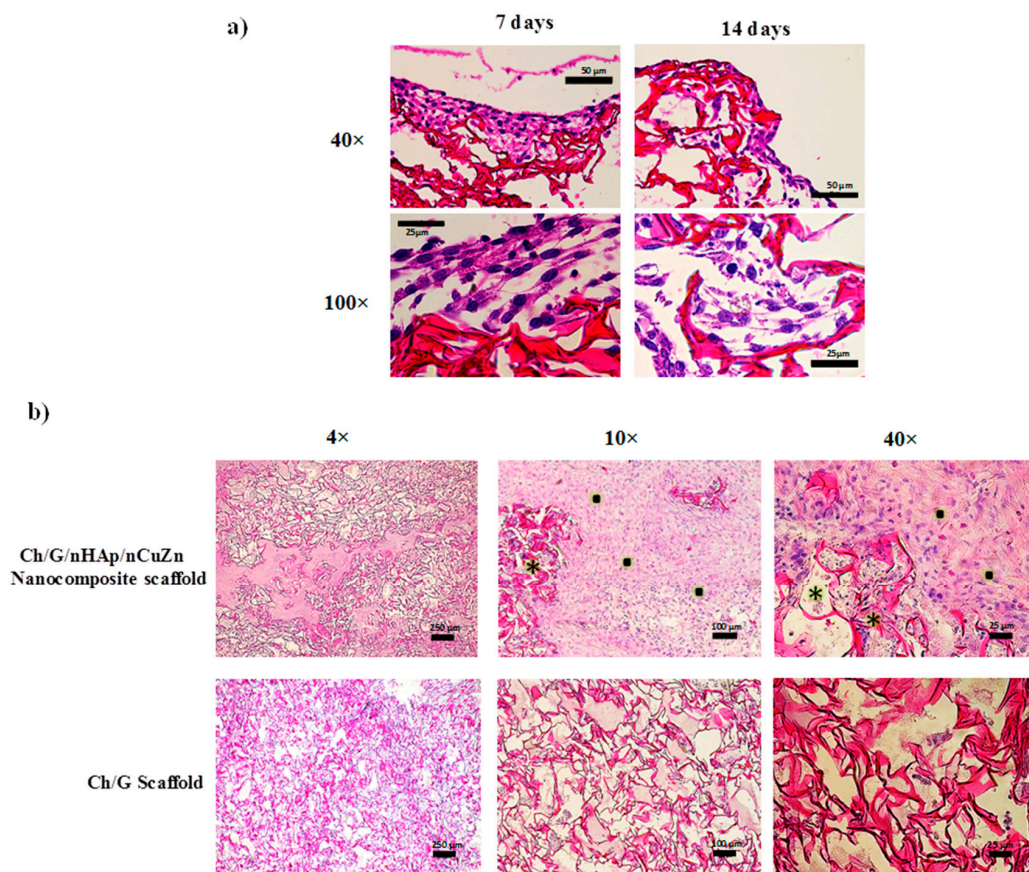 a)
7 days
14 days
40×
50 µm
50 µm
100×
25µm
25µm
b)
4×
10×
40×
Ch/G/nHAp/nCuZn
Nanocomposite scaffold
250 µm
100 µm
25 µm
Ch/G Scaffold
250 µm
100 µm
25 µm